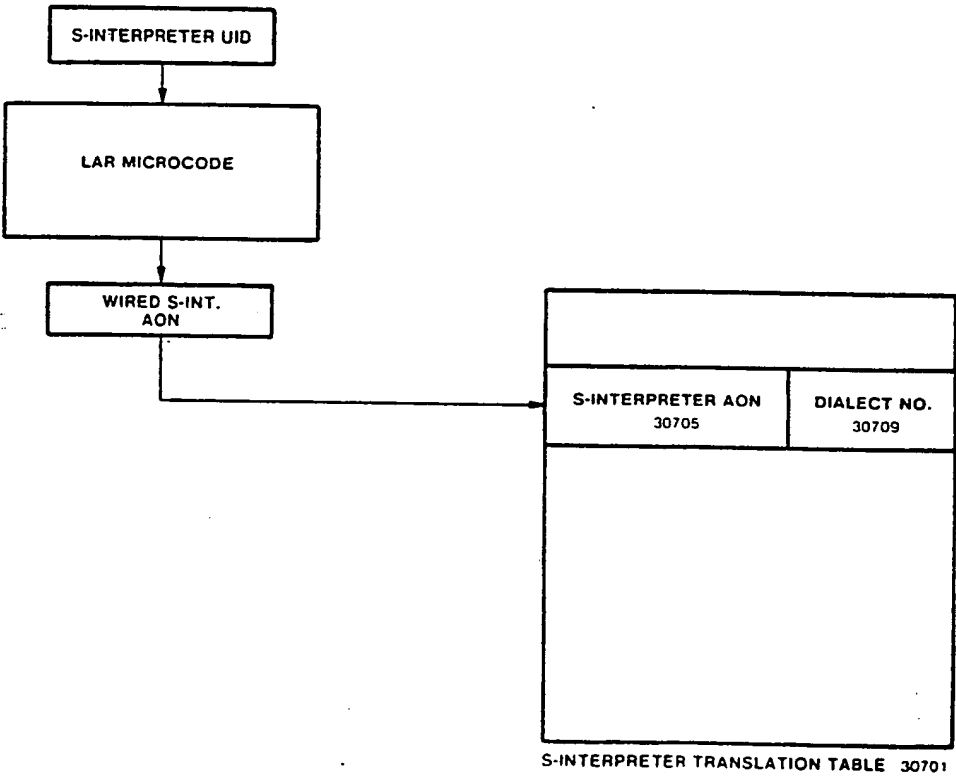 S-INTERPRETER UID
LAR MICROCODE
WIRED S-INT.
AON
S-INTERPRETER AON
30705
DIALECT NO.
30709
S-INTERPRETER TRANSLATION TABLE 30701